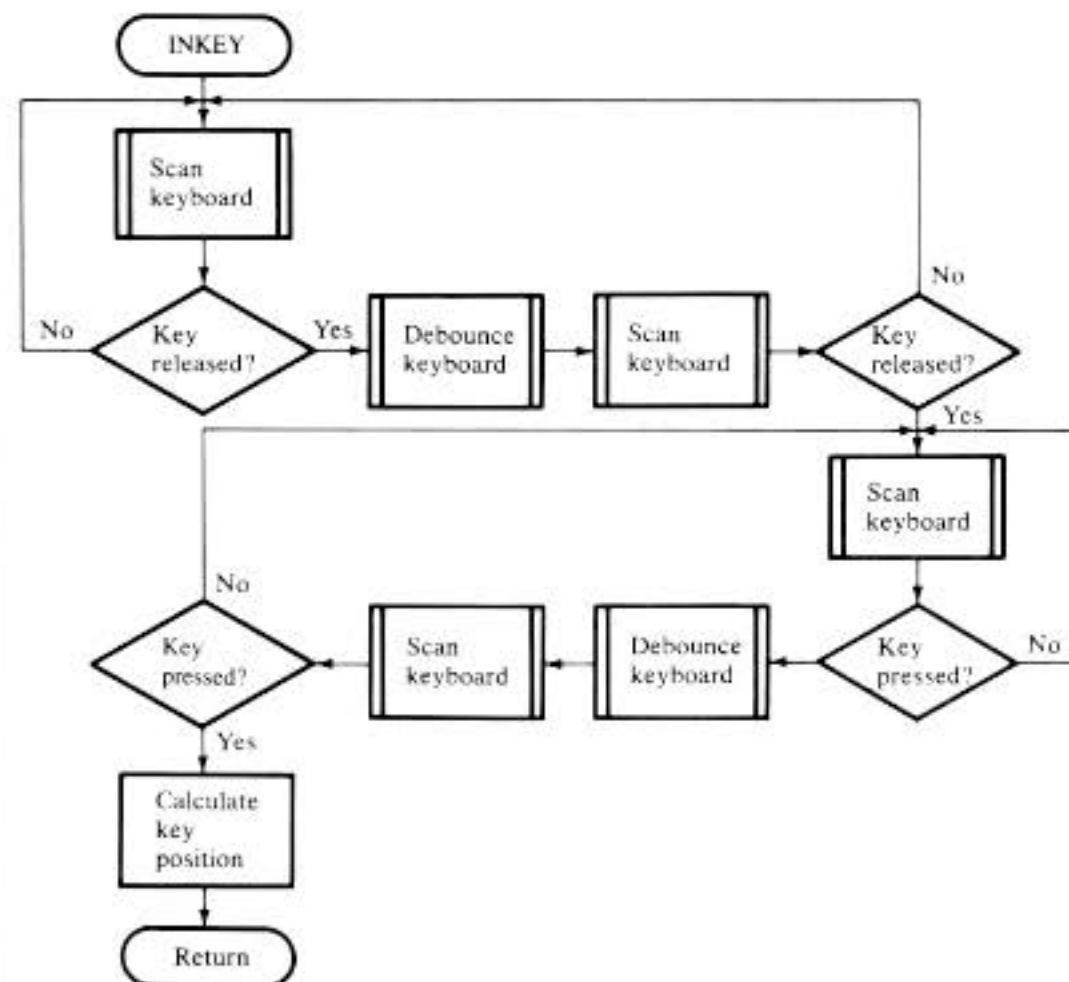 INKEY
Scan
keyboard
Key
released?
No
Yes
Debounce
keyboard
Scan
keyboard
Key
released?
No
Yes
Scan
keyboard
Key
pressed?
No
Debounce
keyboard
Scan
keyboard
Key
pressed?
No
Yes
Calculate
key
position
Return